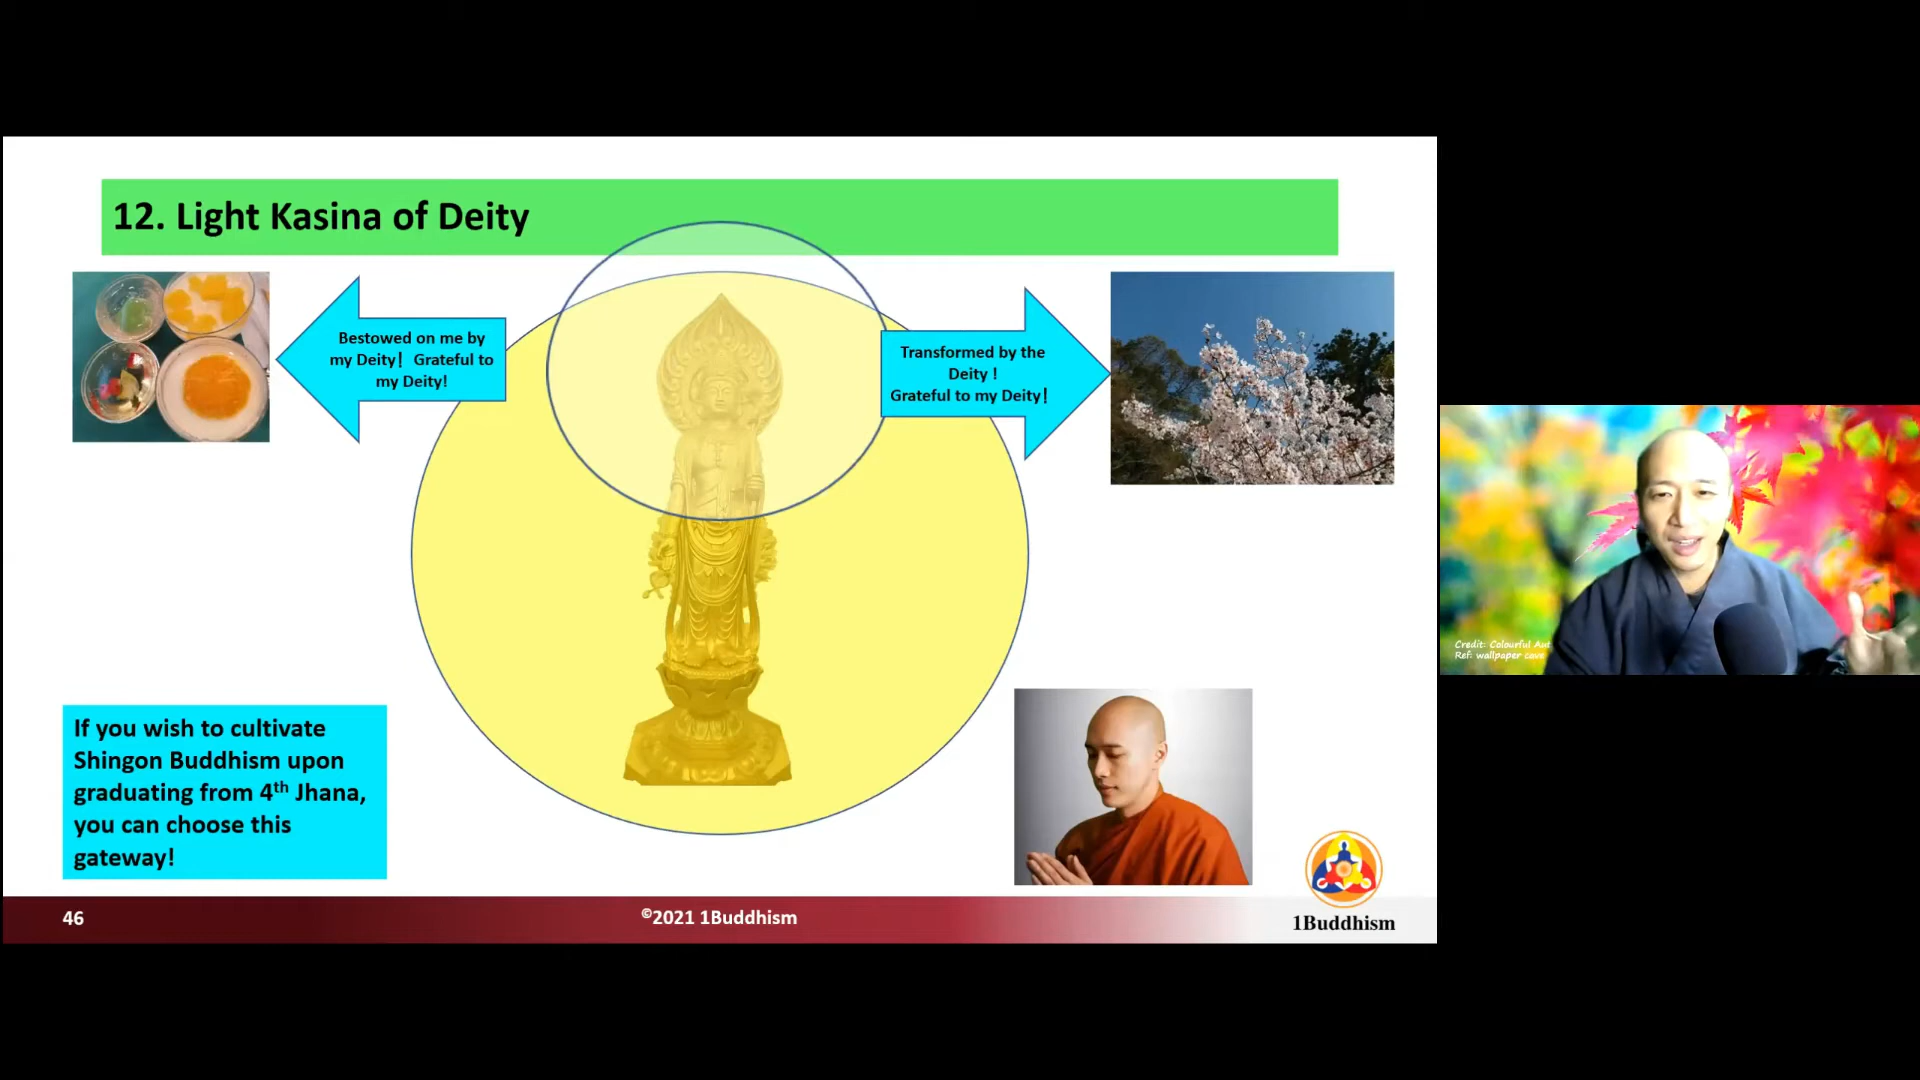 12. Light Kasina of Deity
Bestowed on me by
my Deity! Grateful to
my Deity!
Transformed by the
Deity !
Grateful to my Deity!
If you wish to cultivate
Shingon Buddhism upon
graduating from 4th Jhana,
you can choose this
gateway!
46
©2021 1Buddhism
1Buddhism
Credit: Colourful Aut
Ref: wallpaper cave